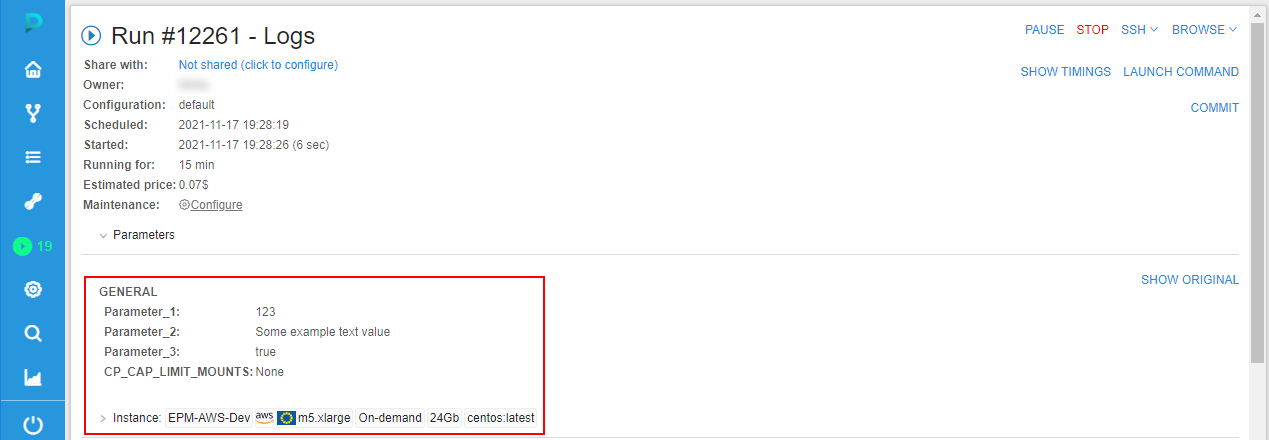 Run #12261 - Logs
PAUSE STOP SSH BROWSE
Share with: Not shared (click to configure)
SHOW TIMINGS LAUNCH COMMAND
Owner:
Configuration: default
COMMIT
Scheduled: 2021-11-17 19:28:19
Started: 2021-11-17 19:28:26 (6 sec)
Running for: 15 min
Estimated price: 0.07$
Maintenance: Configure
19
Parameters
SHOW ORIGINAL
GENERAL
Parameter_1: 123
Parameter_2: Some example text value
Parameter_3: true
CP_CAP_LIMIT_MOUNTS: None
Instance: EPM-AWS-Dev aws m5.xlarge On-demand 24Gb centos:latest